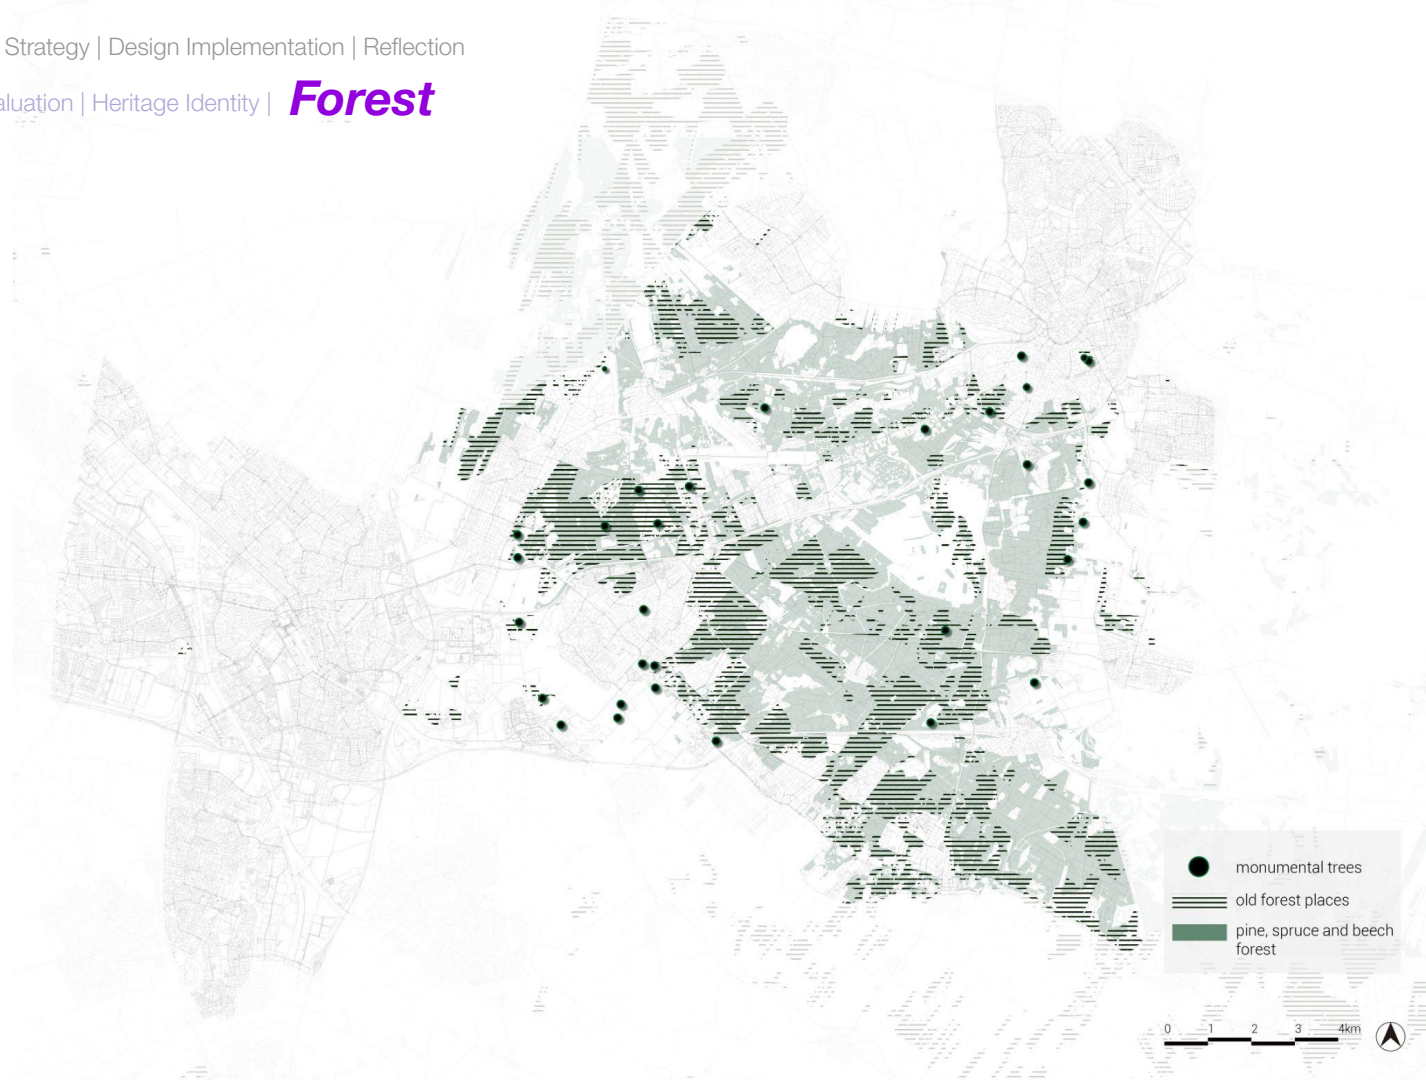 Strategy | Design Implementation | Reflection
aluation | Heritage Identity | Forest
monumental trees
old forest places
pine, spruce and beech
forest
0 1 2 3 4km